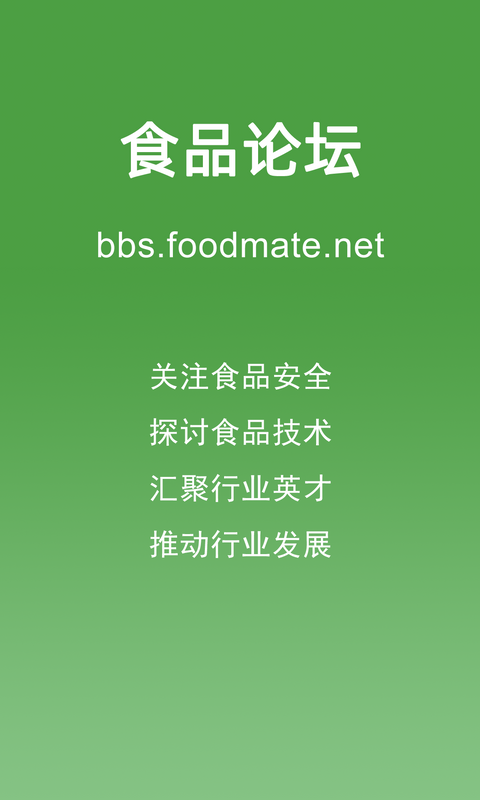 食品论坛
bbs.foodmate.net
关注食品安全
探讨食品技术
汇聚行业英才
推动行业发展